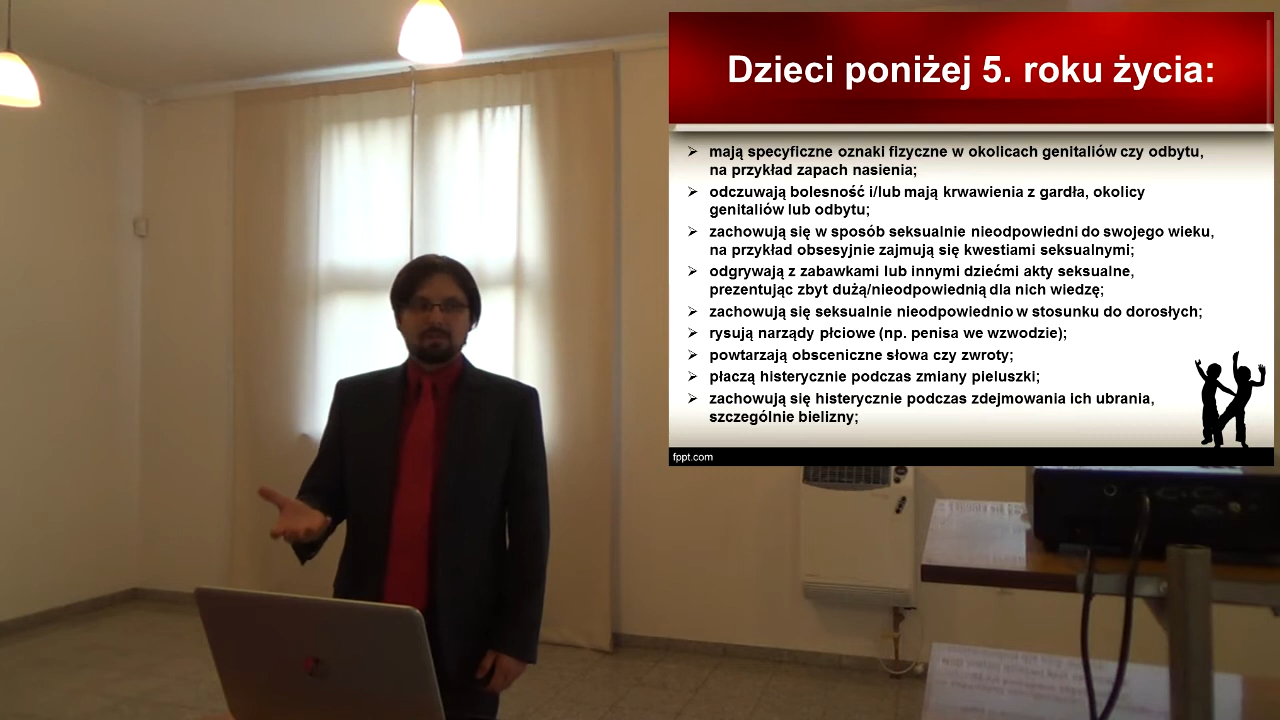 Dzieci poniżej 5. roku życia:
mają specyficzne oznaki fizyczne w okolicach genitaliów czy odbytu,
na przykład zapach nasienia;
odczuwają bolesność i/lub mają krwawienia z gardła, okolicy
genitaliów lub odbytu;
zachowują się w sposób seksualnie nieodpowiedni do swojego wieku,
na przykład obsesyjnie zajmują się kwestiami seksualnymi;
odgrywają z zabawkami lub innymi dziećmi akty seksualne,
prezentując zbyt dużą/nieodpowiednią dla nich wiedzę;
zachowują się seksualnie nieodpowiednio w stosunku do dorosłych;
rysują narządy płciowe (np. penisa we wzwodzie);
powtarzają obsceniczne słowa czy zwroty;
płaczą histerycznie podczas zmiany pieluszki;
zachowują się histerycznie podczas zdejmowania ich ubrania,
szczególnie bielizny;
fppt.com